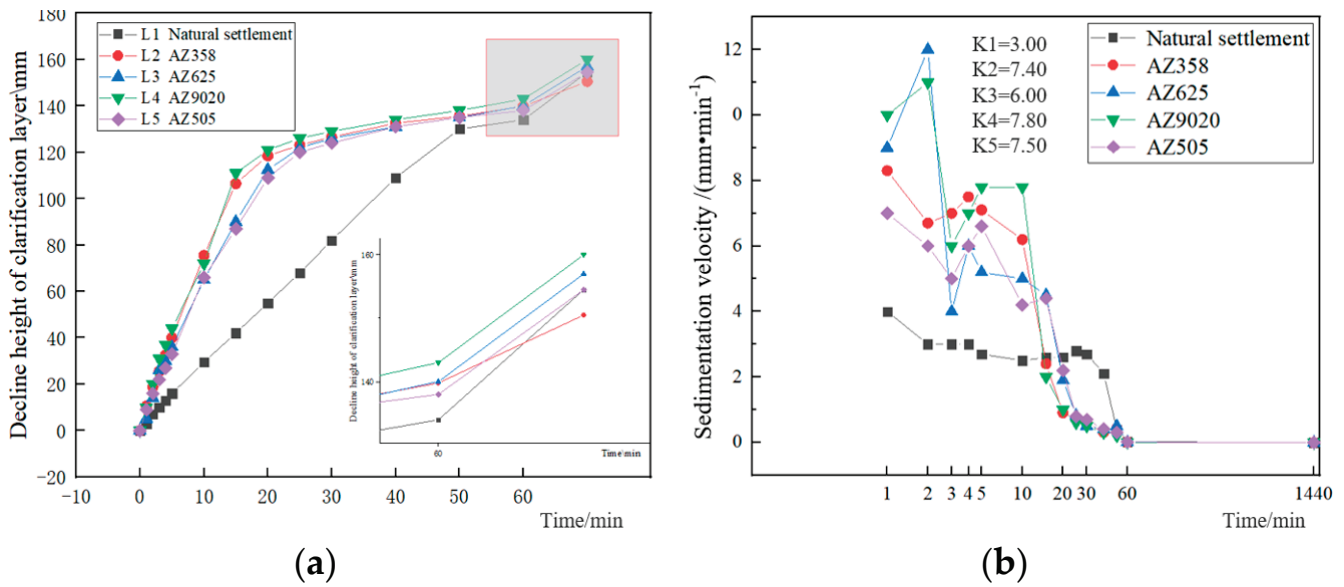 180
160
140
120
100
80
60
40
20
0
-20
Decline height of clarification layer\mm
L1 Natural settlement
L2 AZ358
L3 AZ625
L4 AZ9020
L5 AZ505
160
140
Decline height of clarification layer\mm
60
Time\min
-10 0 10 20 30 40 50 60
Time/min
(a)
12
0
8
6
4
2
0
Sedimentation velocity /(mm•min⁻¹)
K1=3.00
K2=7.40
K3=6.00
K4=7.80
K5=7.50
Natural settlement
AZ358
AZ625
AZ9020
AZ505
1 2 3 4 5 10 20 30 60 1440
Time/min
(b)